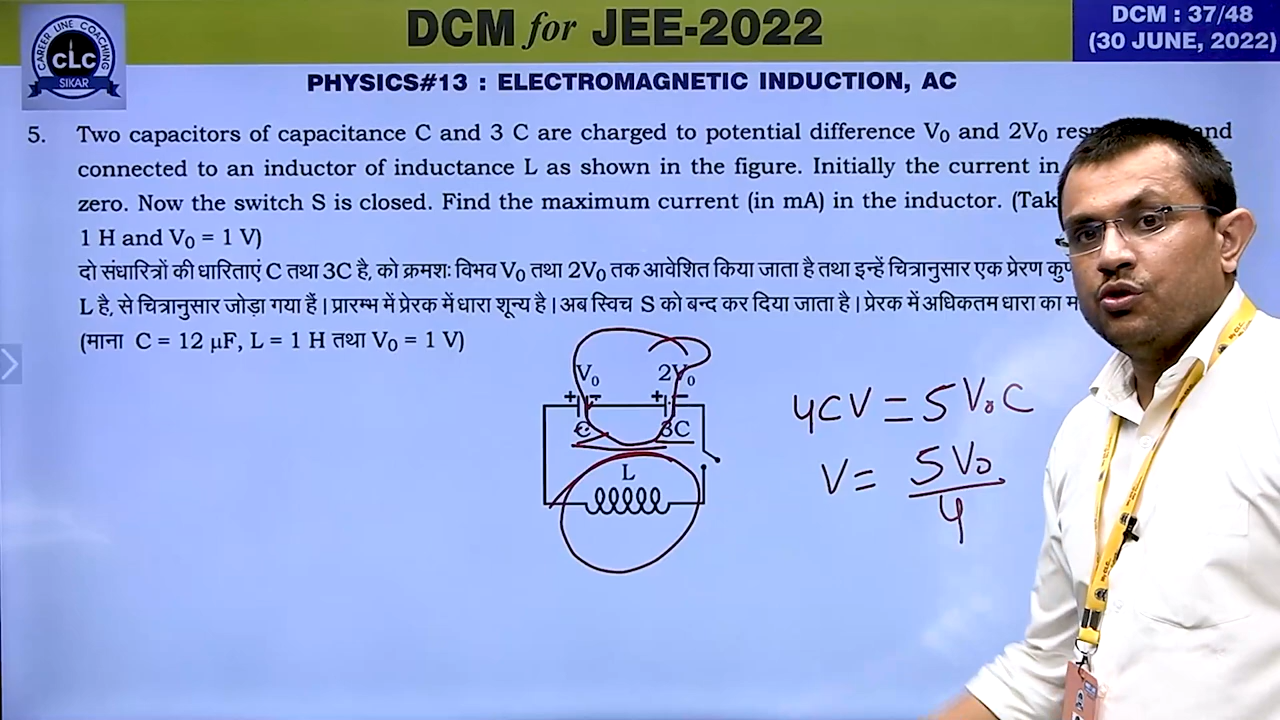 DCM for JEE-2022
DCM : 37/48
(30 JUNE, 2022)
CAREER LINE COACHING
CLC
SIKAR
PHYSICS#13 : ELECTROMAGNETIC INDUCTION, AC
5. Two capacitors of capacitance C and 3 C are charged to potential difference V₀ and 2V₀ and
connected to an inductor of inductance L as shown in the figure. Initially the current in
zero. Now the switch S is closed. Find the maximum current (in mA) in the inductor.
1 H and V₀ = 1 V)
दो संधारित्रों की धारिताएं C तथा 3C है, को क्रमशः विभव V₀ तथा 2V₀ तक आवेशित किया जाता है तथा इन्हें चित्रानुसार एक प्रेरण
L है, से चित्रानुसार जोड़ा गया हैं। प्रारम्भ में प्रेरक में धारा शून्य है। अब स्विच S को बन्द कर दिया जाता है। प्रेरक में अधिकतम धारा का
(माना C = 12 μF, L = 1 H तथा V₀ = 1 V)
V₀ 2V₀
+ − + −
C 3C
L
4CV = 5V₀C
V = 5V₀/4